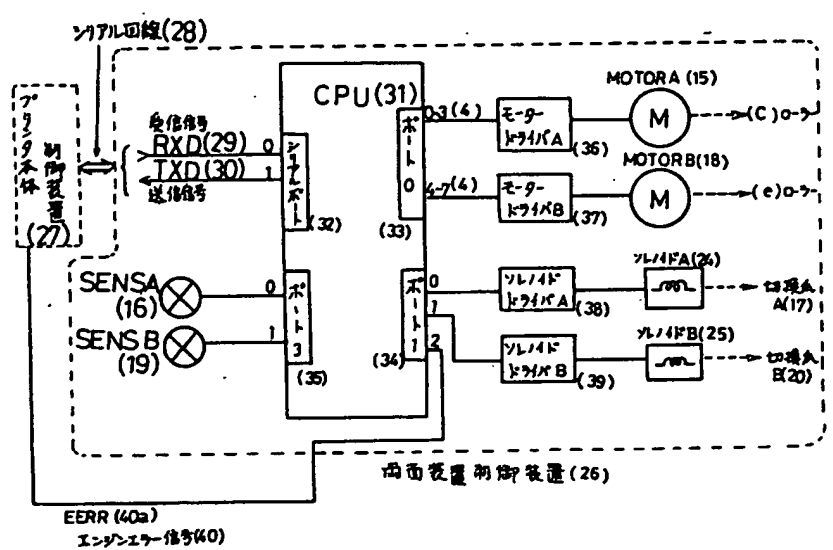 シリアル回線(28)
プリンタ本体
制御装置
(27)
受信信号
RXD(29)
TXD(30)
送信信号
0
1
シリアルポート
(32)
CPU(31)
ポート0
(33)
0-3(4)
4-7(4)
モーター
ドライバA
(36)
MOTORA(15)
M
(C)ローラー
モーター
ドライバB
(37)
MOTORB(18)
M
(e)ローラー
SENSA
(16)
SENSB
(19)
0
1
ポート3
(35)
ポート1
(34)
0
1
2
ソレノイド
ドライバA
(38)
ソレノイドA(24)
切換爪
A(17)
ソレノイド
ドライバB
(39)
ソレノイドB(25)
切換爪
B(20)
両面装置制御装置(26)
EERR(40a)
エンジンエラー信号(40)